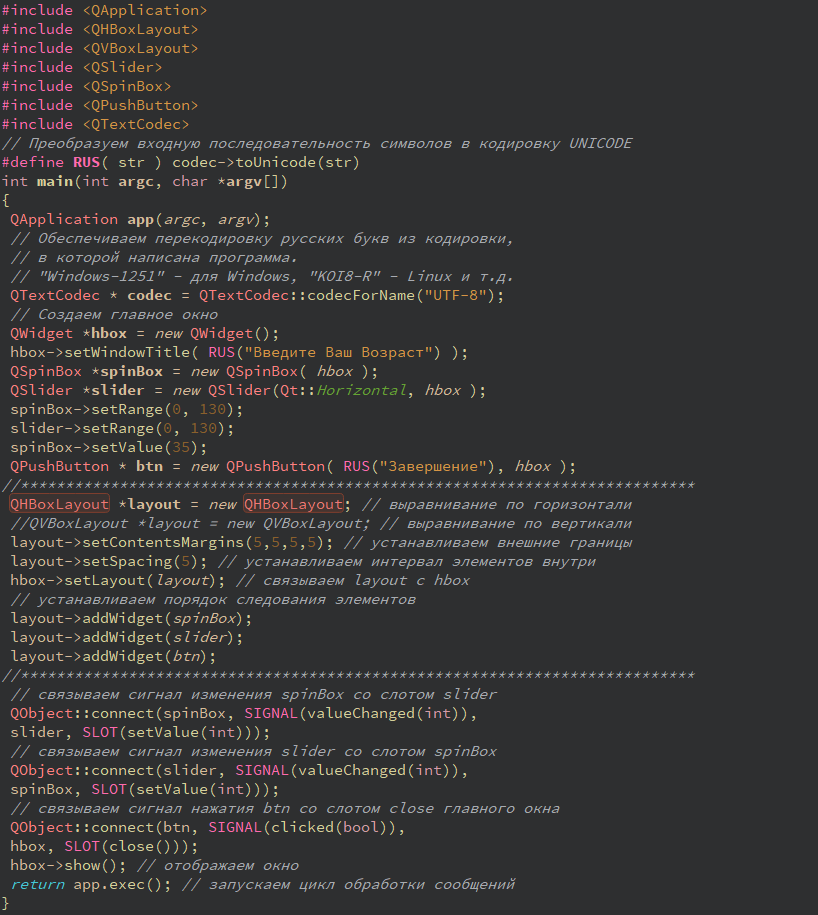 #include <QApplication>
#include <QHBoxLayout>
#include <QVBoxLayout>
#include <QSlider>
#include <QSpinBox>
#include <QPushButton>
#include <QTextCodec>
// Преобразуем входную последовательность символов в кодировку UNICODE
#define RUS( str ) codec->toUnicode(str)
int main(int argc, char *argv[])
{
 QApplication app(argc, argv);
 // Обеспечиваем перекодировку русских букв из кодировки,
 // в которой написана программа.
 // "Windows-1251" - для Windows, "KOI8-R" - Linux и т.д.
 QTextCodec * codec = QTextCodec::codecForName("UTF-8");
 // Создаем главное окно
 QWidget *hbox = new QWidget();
 hbox->setWindowTitle( RUS("Введите Ваш Возраст") );
 QSpinBox *spinBox = new QSpinBox( hbox );
 QSlider *slider = new QSlider(Qt::Horizontal, hbox );
 spinBox->setRange(0, 130);
 slider->setRange(0, 130);
 spinBox->setValue(35);
 QPushButton * btn = new QPushButton( RUS("Завершение"), hbox );
//***************************************************************************
 QHBoxLayout *layout = new QHBoxLayout; // выравнивание по горизонтали
 //QVBoxLayout *layout = new QVBoxLayout; // выравнивание по вертикали
 layout->setContentsMargins(5,5,5,5); // устанавливаем внешние границы
 layout->setSpacing(5); // устанавливаем интервал элементов внутри
 hbox->setLayout(layout); // связываем layout с hbox
 // устанавливаем порядок следования элементов
 layout->addWidget(spinBox);
 layout->addWidget(slider);
 layout->addWidget(btn);
//***************************************************************************
 // связываем сигнал изменения spinBox со слотом slider
 QObject::connect(spinBox, SIGNAL(valueChanged(int)),
 slider, SLOT(setValue(int)));
 // связываем сигнал изменения slider со слотом spinBox
 QObject::connect(slider, SIGNAL(valueChanged(int)),
 spinBox, SLOT(setValue(int)));
 // связываем сигнал нажатия btn со слотом close главного окна
 QObject::connect(btn, SIGNAL(clicked(bool)),
 hbox, SLOT(close()));
 hbox->show(); // отображаем окно
 return app.exec(); // запускаем цикл обработки сообщений
}